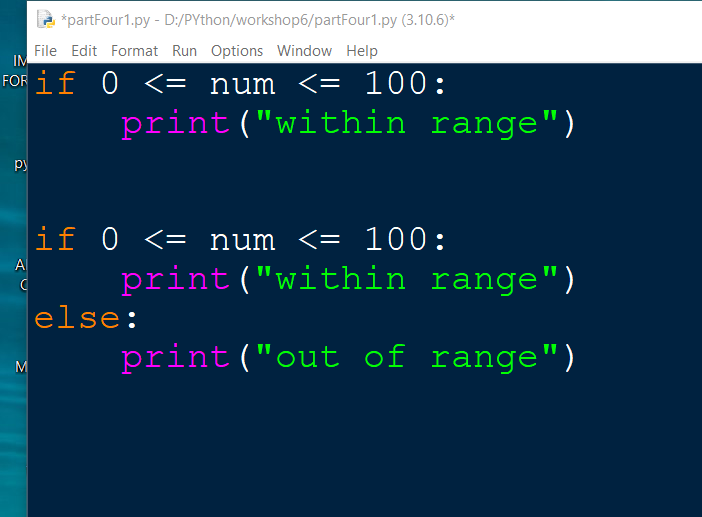 *partFour1.py - D:/PYthon/workshop6/partFour1.py (3.10.6)*
File Edit Format Run Options Window Help
IM
FOR
if 0 <= num <= 100:
    print("within range")
py
if 0 <= num <= 100:
A
    print("within range")
C
else:
    print("out of range")
M